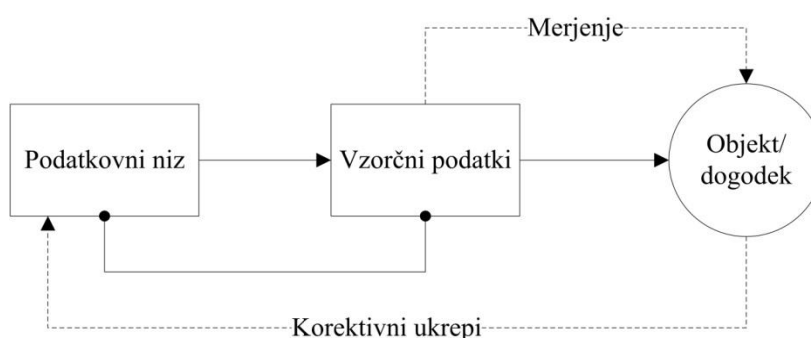 Merjenje
Podatkovni niz
Vzorčni podatki
Objekt/
dogodek
Korektivni ukrepi